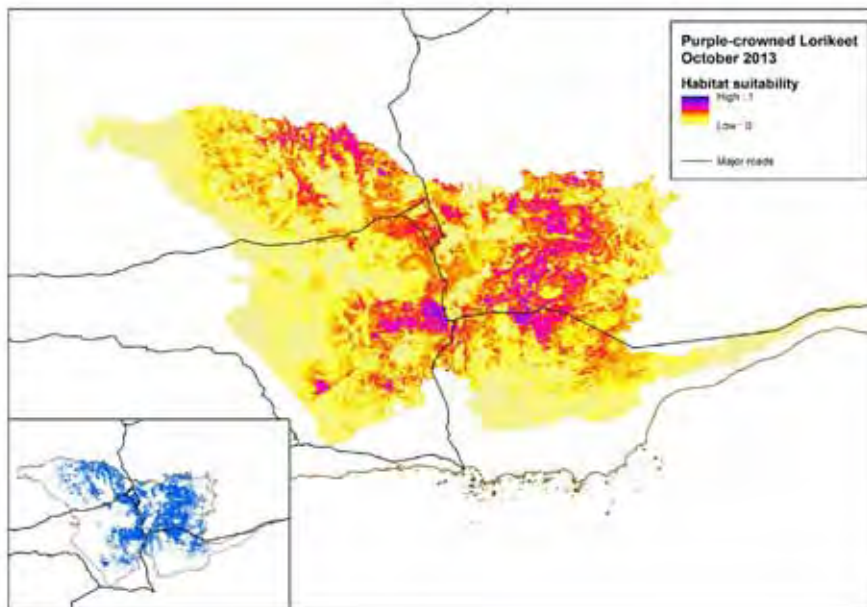 Purple-crowned Lorikeet
October 2013
Habitat suitability
High : 1
Low : 0
Major roads